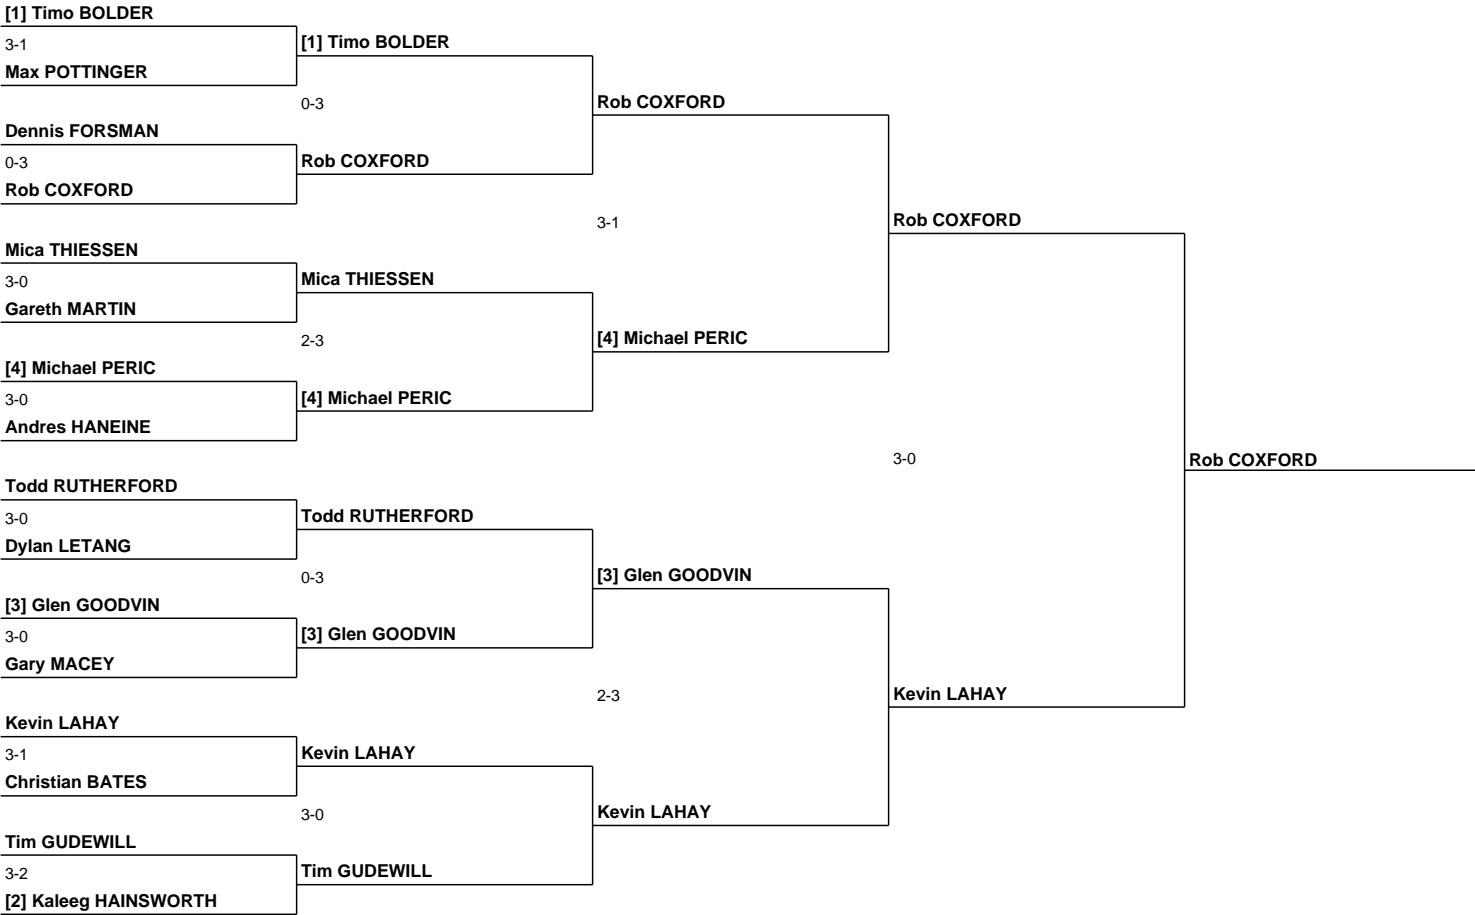 [1] Timo BOLDER
3-1
Max POTTINGER
Dennis FORSMAN
0-3
Rob COXFORD
Mica THIESSEN
3-0
Gareth MARTIN
[4] Michael PERIC
3-0
Andres HANEINE
Todd RUTHERFORD
3-0
Dylan LETANG
[3] Glen GOODVIN
3-0
Gary MACEY
Kevin LAHAY
3-1
Christian BATES
Tim GUDEWILL
3-2
[2] Kaleeg HAINSWORTH
[1] Timo BOLDER
0-3
Rob COXFORD
Mica THIESSEN
2-3
[4] Michael PERIC
Todd RUTHERFORD
0-3
[3] Glen GOODVIN
Kevin LAHAY
3-0
Tim GUDEWILL
Rob COXFORD
3-1
[4] Michael PERIC
[3] Glen GOODVIN
2-3
Kevin LAHAY
Rob COXFORD
3-0
Kevin LAHAY
Rob COXFORD